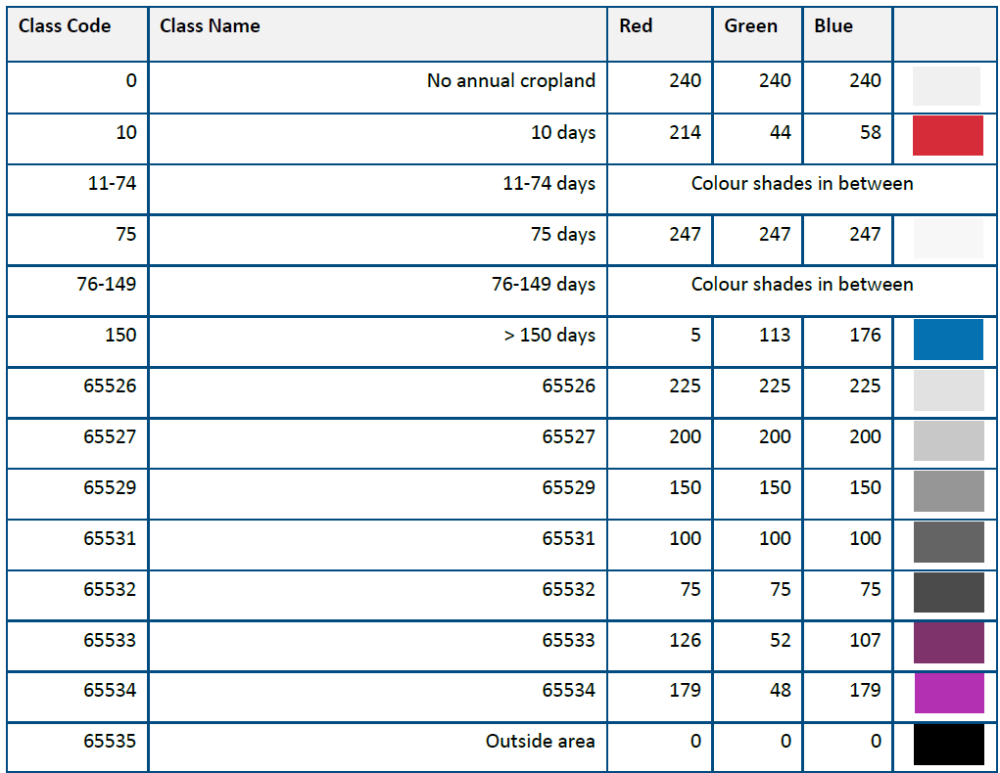 Class Code Class Name Red Green Blue
0 No annual cropland 240 240 240
10 10 days 214 44 58
11-74 11-74 days Colour shades in between
75 75 days 247 247 247
76-149 76-149 days Colour shades in between
150 > 150 days 5 113 176
65526 65526 225 225 225
65527 65527 200 200 200
65529 65529 150 150 150
65531 65531 100 100 100
65532 65532 75 75 75
65533 65533 126 52 107
65534 65534 179 48 179
65535 Outside area 0 0 0